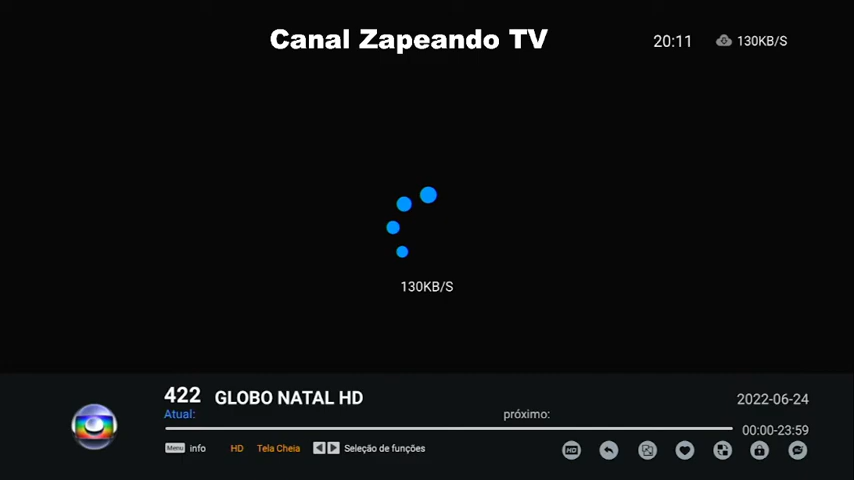 Canal Zapeando TV
20:11
130KB/S
130KB/S
422 GLOBO NATAL HD
2022-06-24
Atual:
próximo:
00:00-23:59
Menu info HD Tela Cheia Seleção de funções
HD